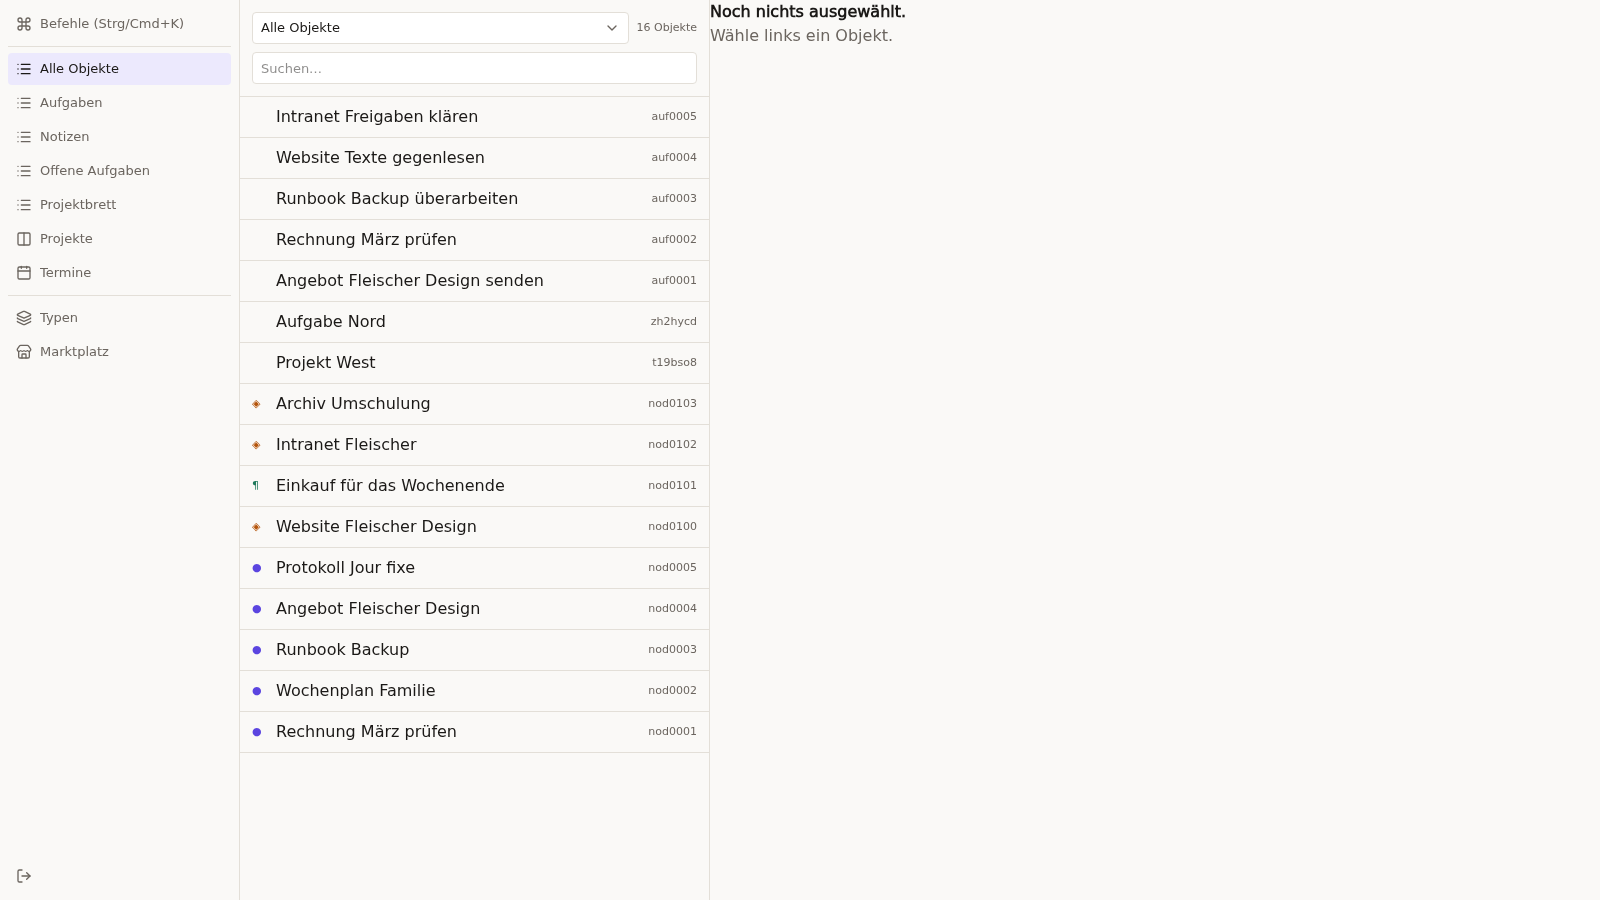 Befehle (Strg/Cmd+K)
Alle Objekte
Aufgaben
Notizen
Offene Aufgaben
Projektbrett
Projekte
Termine
Typen
Marktplatz
Alle Objekte 16 Objekte
Suchen...
Intranet Freigaben klären auf0005
Website Texte gegenlesen auf0004
Runbook Backup überarbeiten auf0003
Rechnung März prüfen auf0002
Angebot Fleischer Design senden auf0001
Aufgabe Nord zh2hycd
Projekt West t19bso8
Archiv Umschulung nod0103
Intranet Fleischer nod0102
¶ Einkauf für das Wochenende nod0101
Website Fleischer Design nod0100
Protokoll Jour fixe nod0005
Angebot Fleischer Design nod0004
Runbook Backup nod0003
Wochenplan Familie nod0002
Rechnung März prüfen nod0001
Noch nichts ausgewählt.
Wähle links ein Objekt.